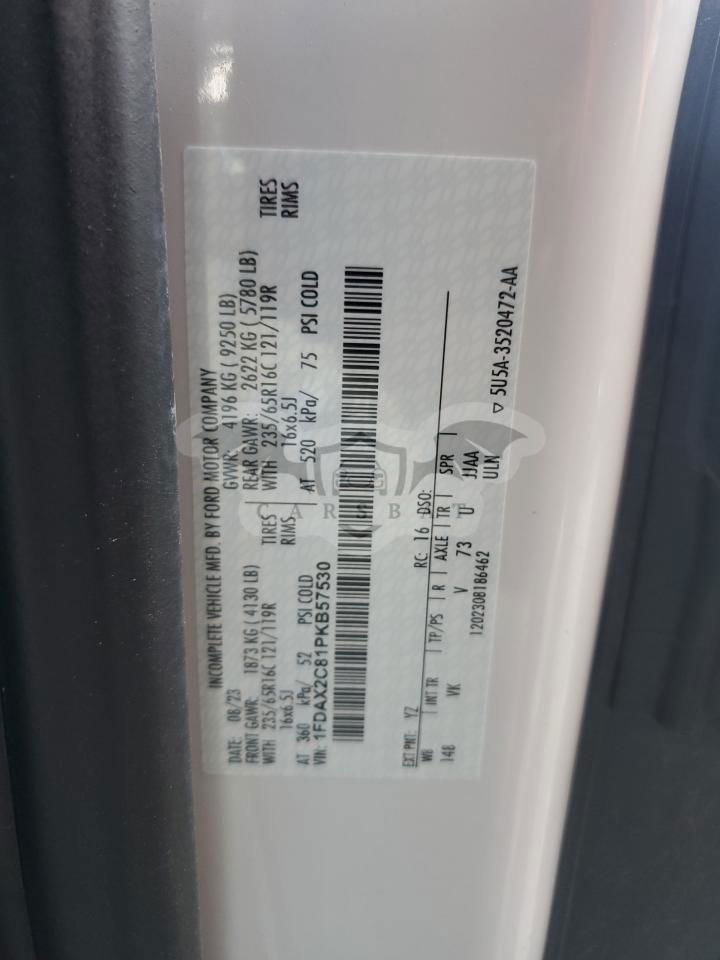 INCOMPLETE VEHICLE MFD. BY FORD MOTOR COMPANY
DATE: 08/23 GVWR: 4196 KG ( 9250 LB)
FRONT GAWR: 1873 KG ( 4130 LB) REAR GAWR: 2622 KG ( 5780 LB)
WITH 235/65R16C 121/119R TIRES WITH 235/65R16C 121/119R TIRES
16x6.5J RIMS 16x6.5J RIMS
AT 360 kPa/ 52 PSI COLD AT 520 kPa/ 75 PSI COLD
VIN: 1FDAX2C81PKB57530
EXT PNT: YZ RC: 16 DSO:
WB INT TR TP/PS R AXLE TR SPR
148 VK V 73 U JJAA
1202308186462 ULN
▽ 5U5A-3520472-AA
CARSBAT